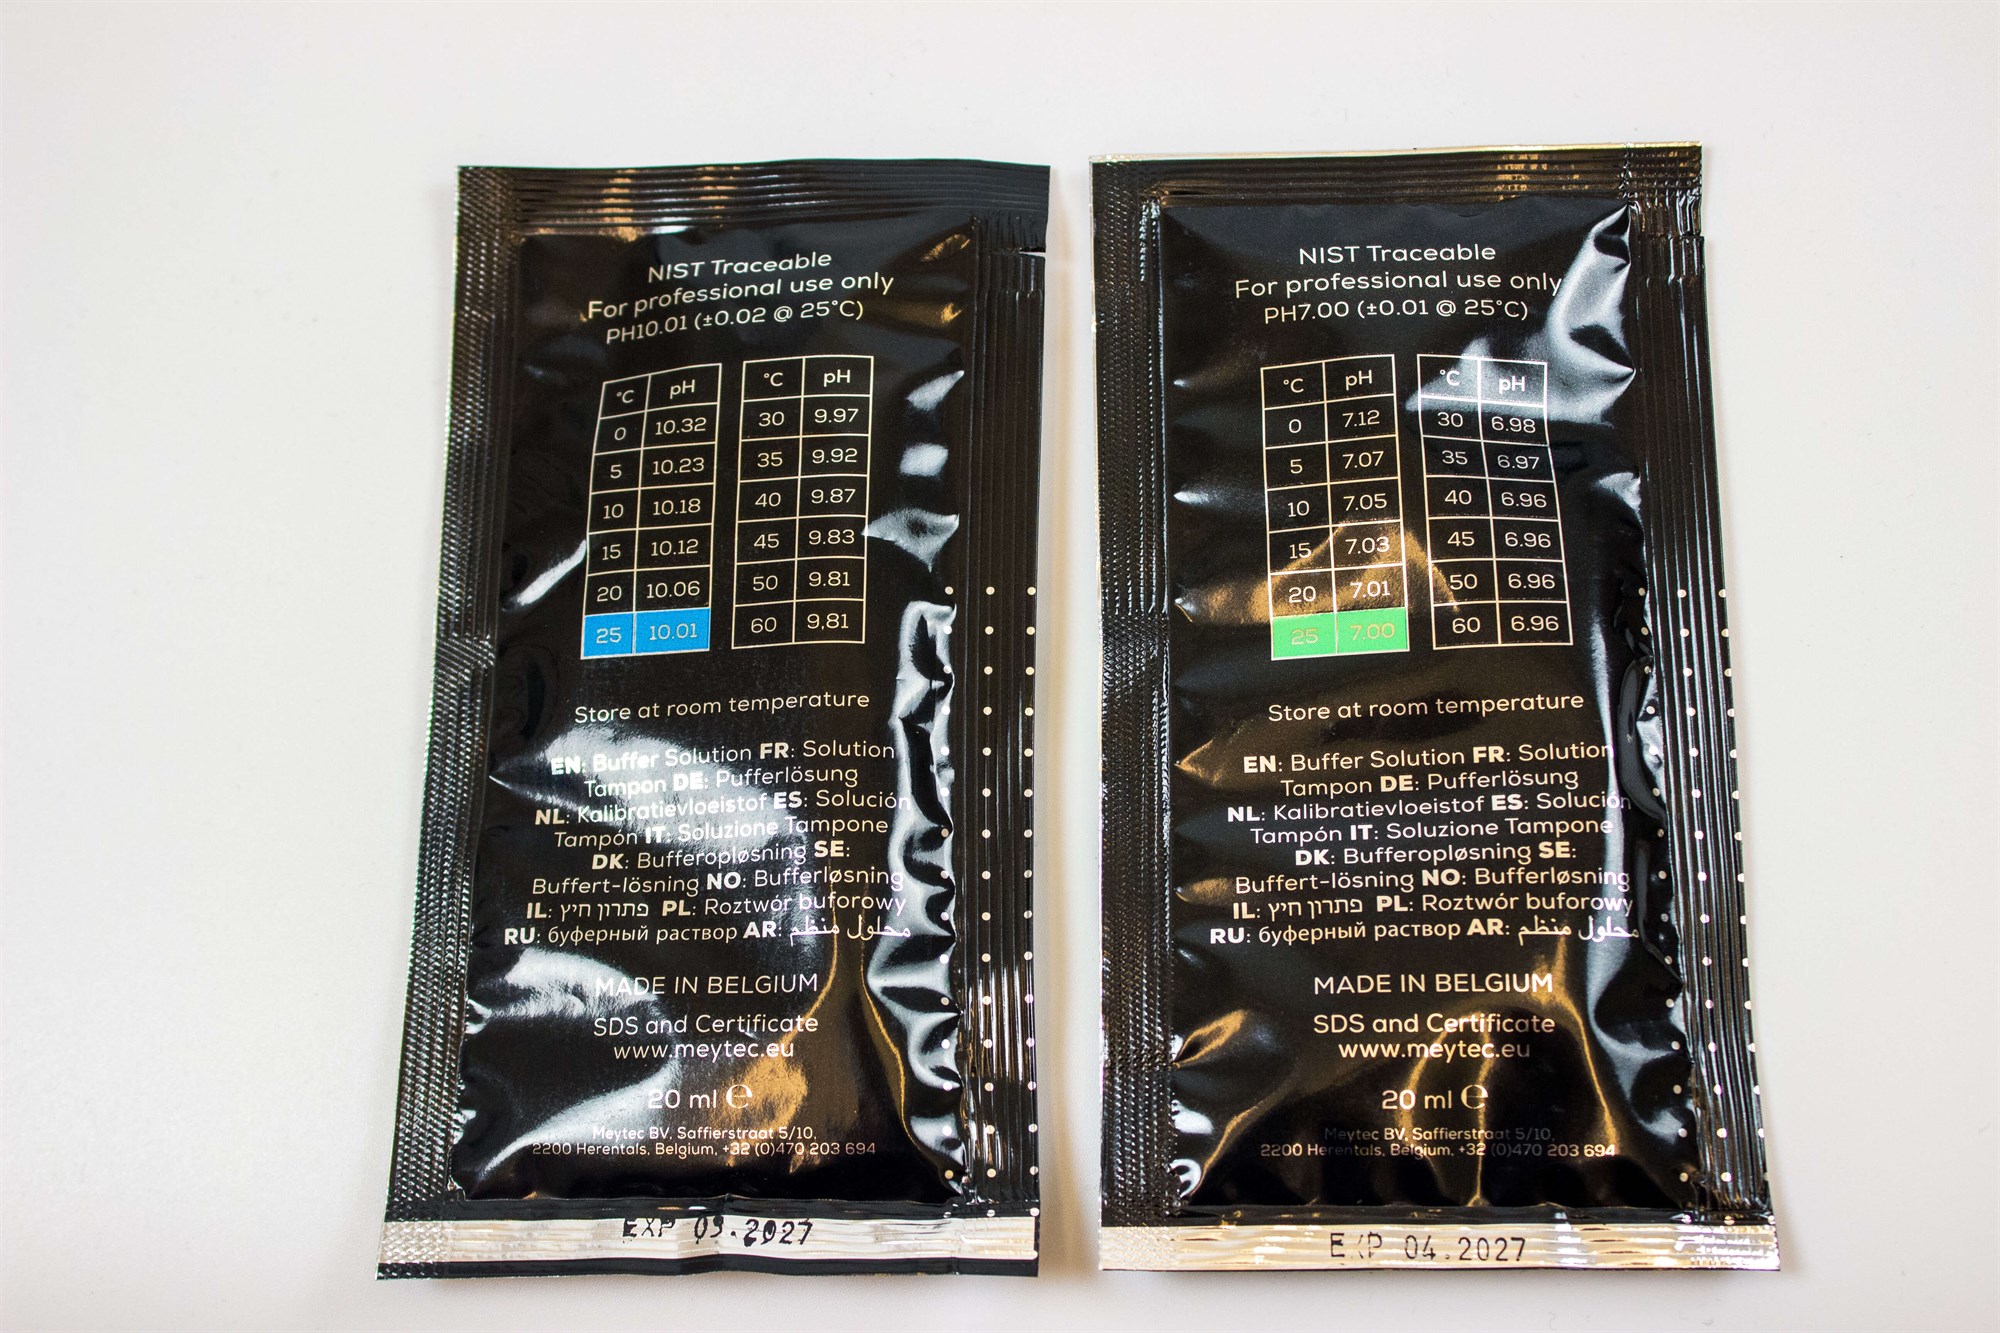 NIST Traceable
For professional use only
PH10.01 (±0.02 @ 25°C)
°C pH
0 10.32
5 10.23
10 10.18
15 10.12
20 10.06
25 10.01
°C pH
30 9.97
35 9.92
40 9.87
45 9.83
50 9.81
60 9,81
Store at room temperature
EN: Buffer Solution FR: Solution
Tampon DE: Pufferlösung
NL: Kalibratievloeistof ES: Solución
Tampón IT: Soluzione Tampone
DK: Bufferopløsning SE:
Buffert-lösning NO: Bufferløsning
IL: פתרון חיץ PL: Roztwór buforowy
RU: буферный раствор AR: محلول منظم
MADE IN BELGIUM
SDS and Certificate
www.meytec.eu
20 ml ℮
Meytec BV, Saffierstraat 5/10,
2200 Herentals, Belgium, +32 (0)470 203 694
EXP
NIST Traceable
For professional use only
PH7.00 (±0.01 @ 25°C)
°C pH
0 7.12
5 7.07
10 7.05
15 7.03
20 7.01
25 7.00
°C pH
30 6.98
35 6.97
40 6.96
45 6.96
50 6.96
60 6.96
Store at room temperature
EN: Buffer Solution FR: Solution
Tampon DE: Pufferlösung
NL: Kalibratievloeistof ES: Solución
Tampón IT: Soluzione Tampone
DK: Bufferopløsning SE:
Buffert-lösning NO: Bufferløsning
IL: פתרון חיץ PL: Roztwór buforowy
RU: буферный раствор AR: محلول منظم
MADE IN BELGIUM
SDS and Certificate
www.meytec.eu
20 ml ℮
Meytec BV, Saffierstraat 5/10,
2200 Herentals, Belgium, +32 (0)470 203 694
EXP 04.2027